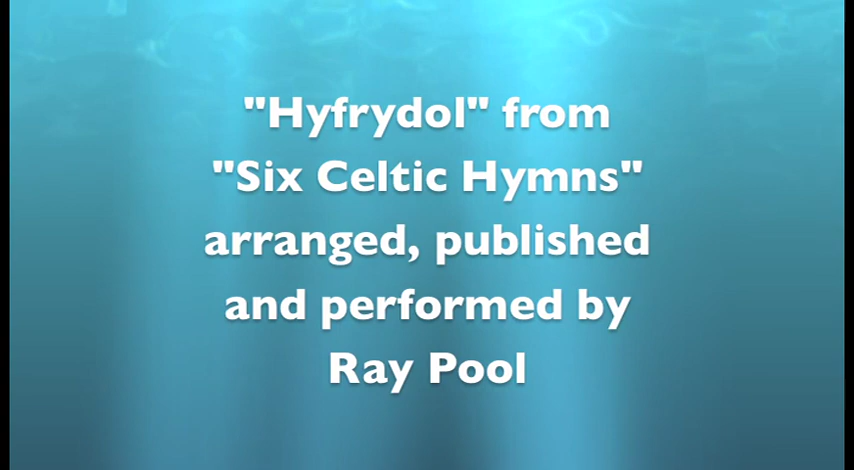 "Hyfrydol" from
"Six Celtic Hymns"
arranged, published
and performed by
Ray Pool